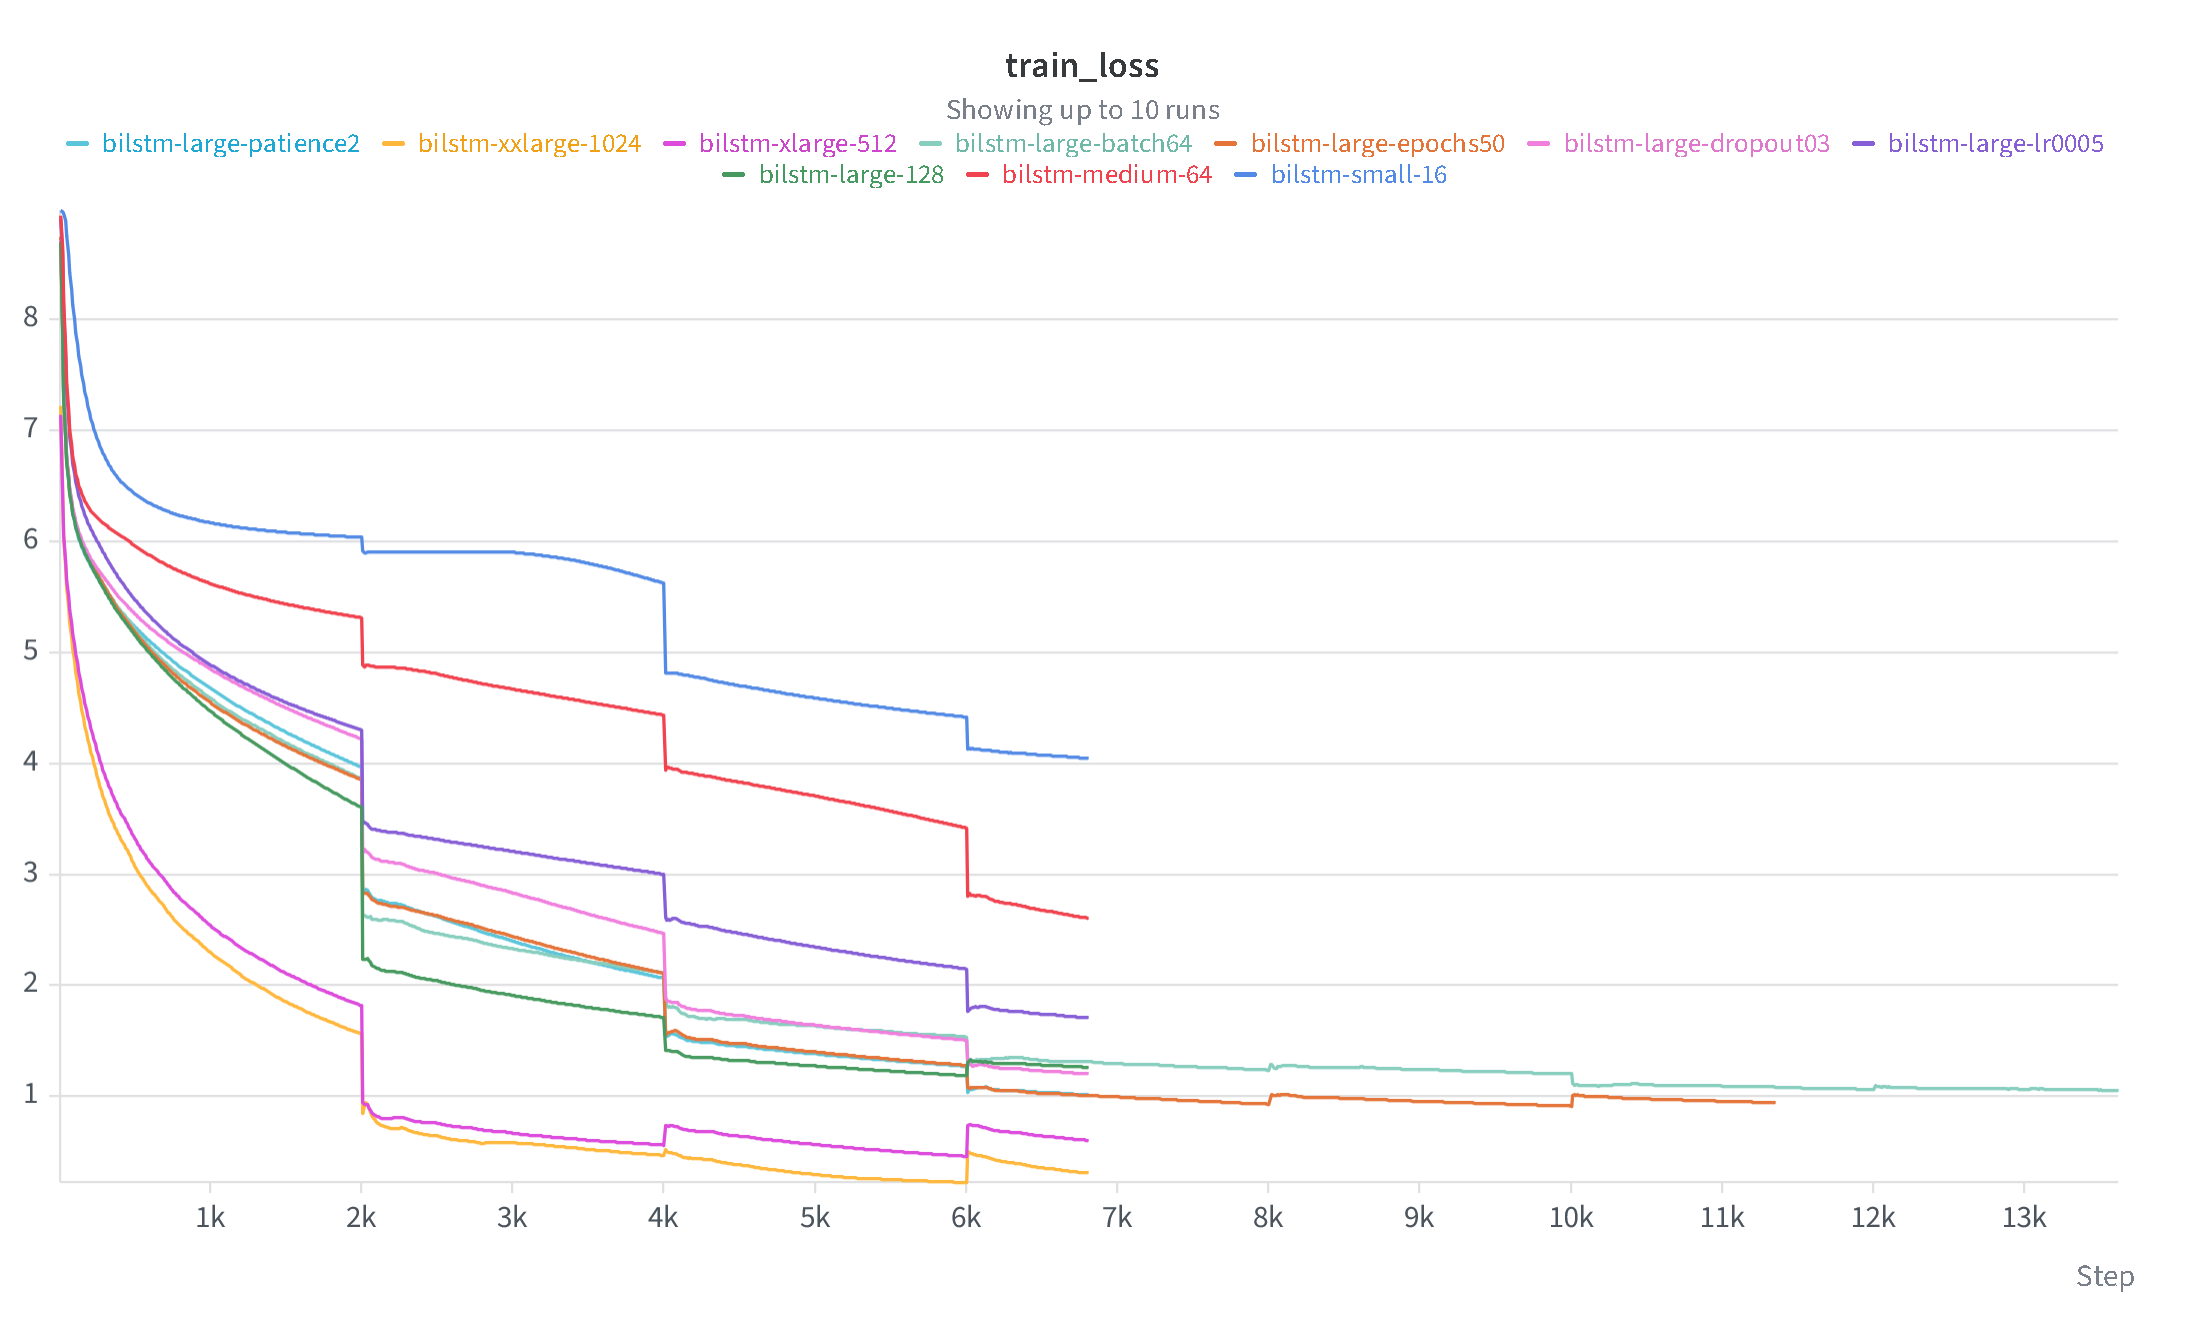 train_loss
Showing up to 10 runs
bilstm-large-patience2 bilstm-xxlarge-1024 bilstm-xlarge-512 bilstm-large-batch64 bilstm-large-epochs50 bilstm-large-dropout03 bilstm-large-lr0005
bilstm-large-128 bilstm-medium-64 bilstm-small-16
8
7
6
5
4
3
2
1
1k 2k 3k 4k 5k 6k 7k 8k 9k 10k 11k 12k 13k
Step